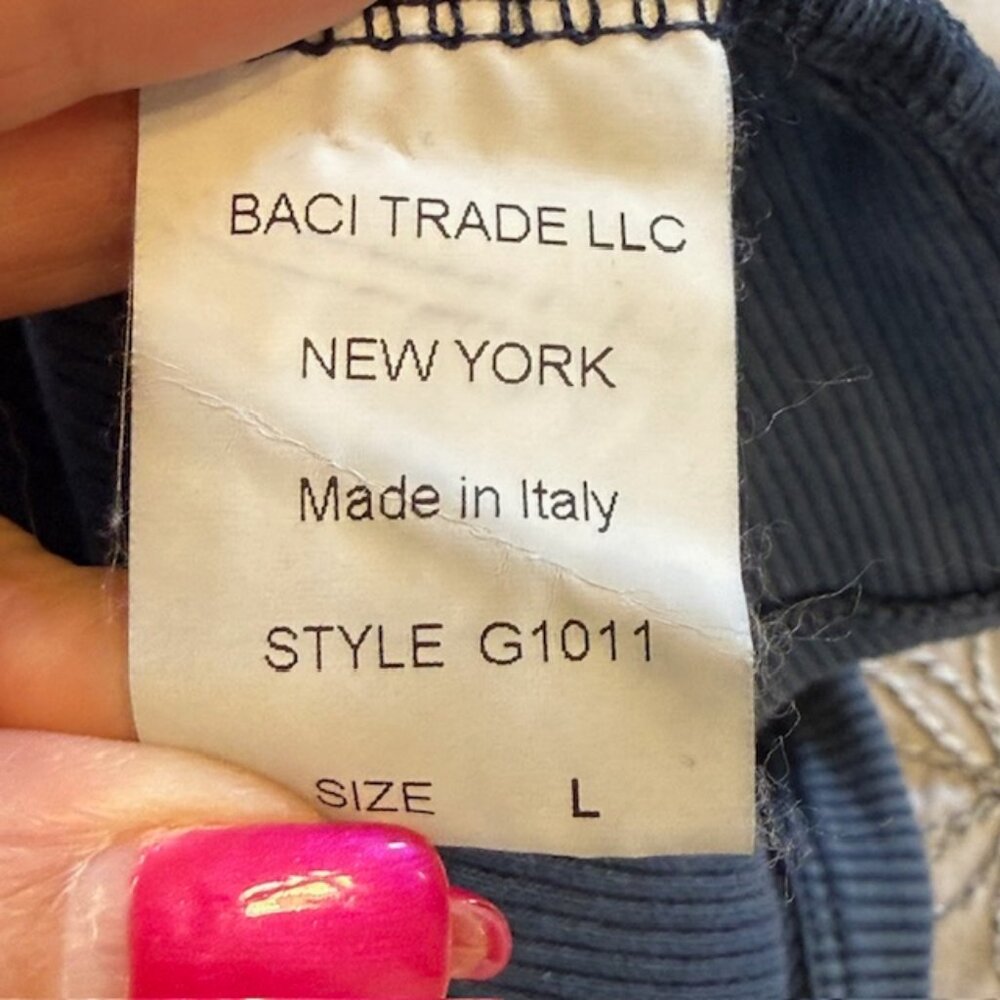 BACI TRADE LLC
NEW YORK
Made in Italy
STYLE G1011
SIZE L